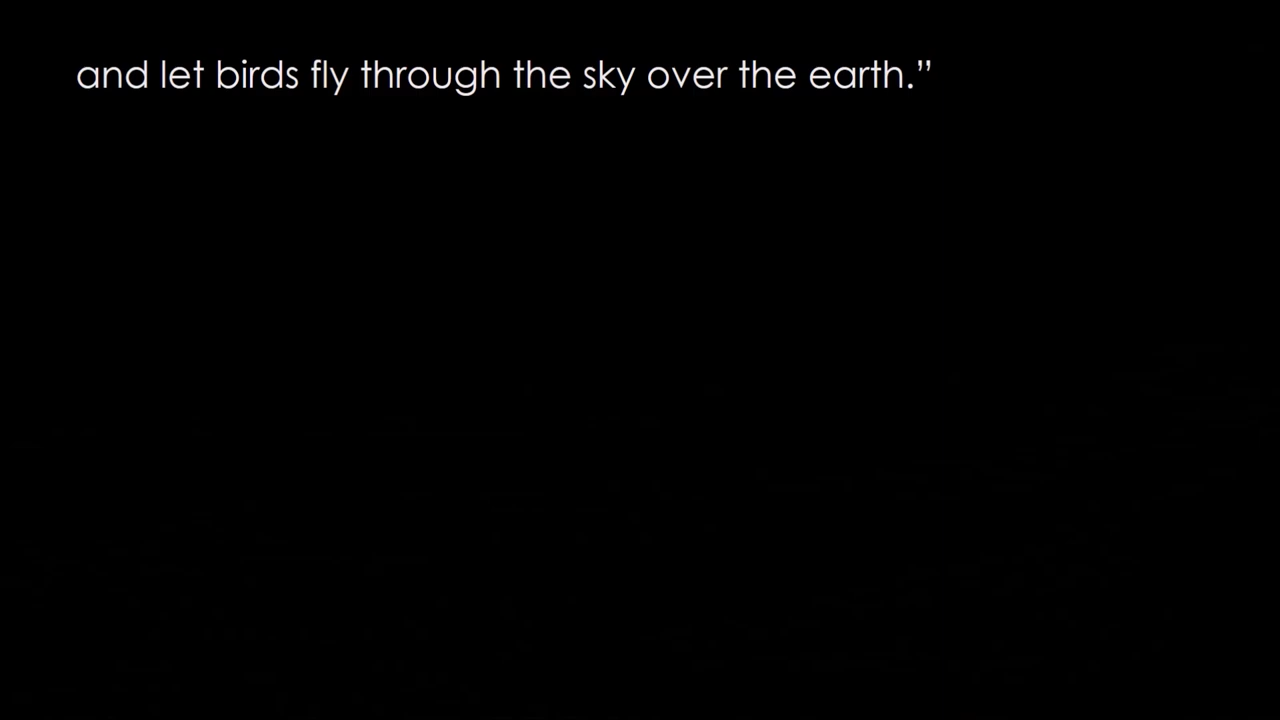 and let birds fly through the sky over the earth.”